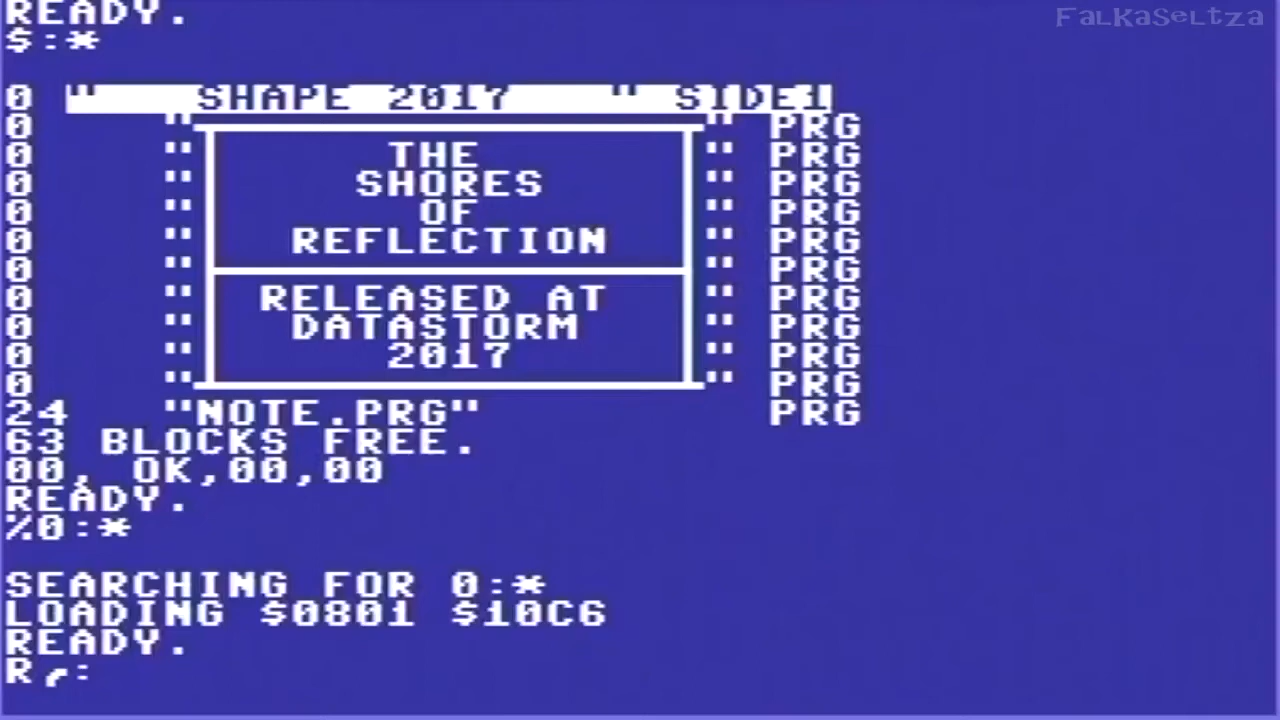 READY.
FalkaSeltza
$:*
0 "    SHAPE 2017   " SIDE1
0 " " PRG
0 " THE " PRG
0 " SHORES " PRG
0 " OF " PRG
0 " REFLECTION " PRG
0 " " PRG
0 " RELEASED AT " PRG
0 " DATASTORM " PRG
0 " 2017 " PRG
0 " " PRG
24 "NOTE.PRG" PRG
63 BLOCKS FREE.
00, OK,00,00
READY.
%0:*
SEARCHING FOR 0:*
LOADING $0801 $10C6
READY.
R╭: